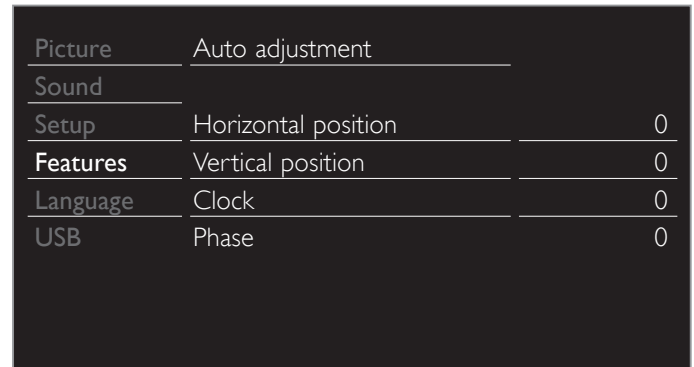 Picture Auto adjustment
Sound
Setup Horizontal position 0
Features Vertical position 0
Language Clock 0
USB Phase 0